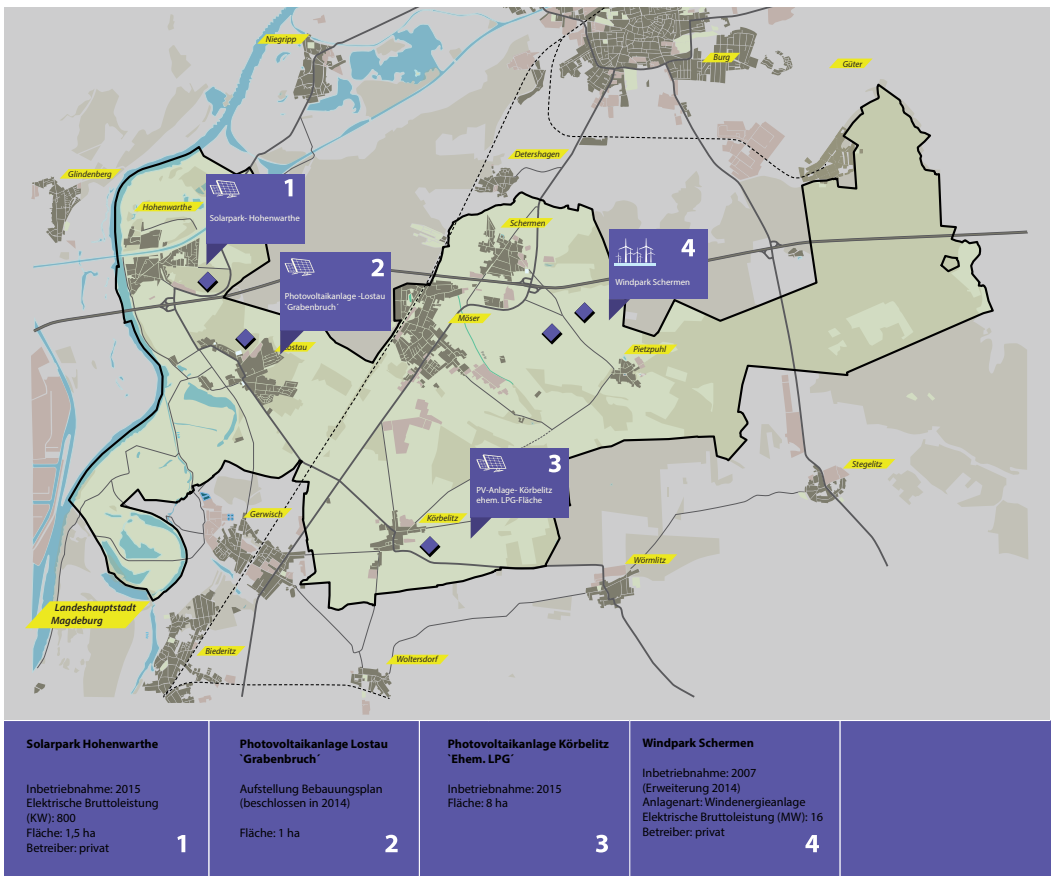 Niegripp
Burg
Güter
Detershagen
Glindenberg
Hohenwarthe
1
Solarpark- Hohenwarthe
Schermen
2
Photovoltaikanlage -Lostau
`Grabenbruch´
4
Windpark Schermen
Möser
Lostau
Pietzpuhl
3
PV-Anlage- Körbelitz
ehem. LPG-Fläche
Stegelitz
Gerwisch
Körbelitz
Wörmlitz
Landeshauptstadt
Magdeburg
Biederitz
Woltersdorf
Solarpark Hohenwarthe
Inbetriebnahme: 2015
Elektrische Bruttoleistung
(KW): 800
Fläche: 1,5 ha
Betreiber: privat
1
Photovoltaikanlage Lostau
`Grabenbruch´
Aufstellung Bebauungsplan
(beschlossen in 2014)
Fläche: 1 ha
2
Photovoltaikanlage Körbelitz
`Ehem. LPG´
Inbetriebnahme: 2015
Fläche: 8 ha
3
Windpark Schermen
Inbetriebnahme: 2007
(Erweiterung 2014)
Anlagenart: Windenergieanlage
Elektrische Bruttoleistung (MW): 16
Betreiber: privat
4